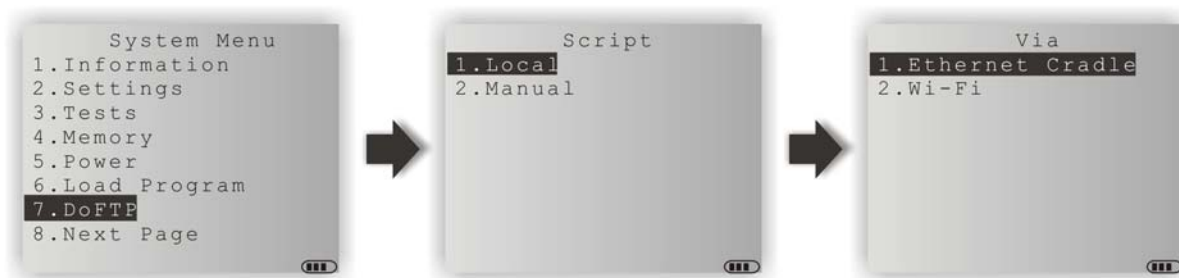 System Menu
1.Information
2.Settings
3.Tests
4.Memory
5.Power
6.Load Program
7.DoFTP
8.Next Page
Script
1.Local
2.Manual
Via
1.Ethernet Cradle
2.Wi-Fi